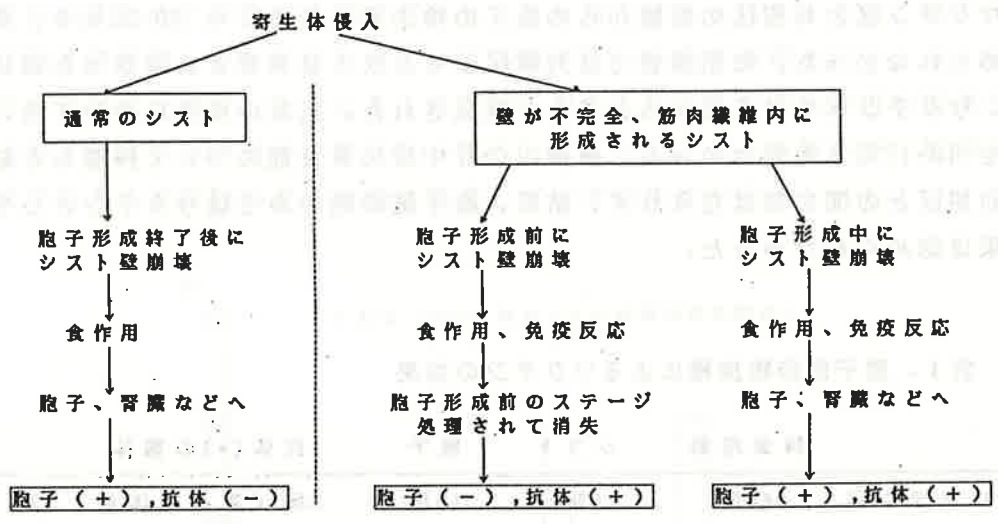 寄生体侵入
通常のシスト
壁が不完全、筋肉繊維内に
形成されるシスト
胞子形成終了後に
シスト壁崩壊
食作用
胞子、腎臓などへ
胞子(+),抗体(-)
胞子形成前に
シスト壁崩壊
食作用、免疫反応
胞子形成前のステージ
処理されて消失
胞子(-),抗体(+)
胞子形成中に
シスト壁崩壊
食作用、免疫反応
胞子、腎臓などへ
胞子(+),抗体(+)